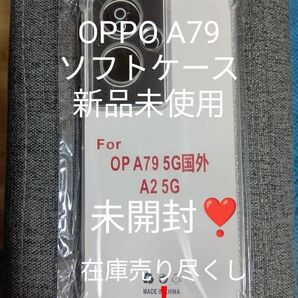 OPPO A79
ソフトケース
新品未使用
For
OP A79 5G国外
A2 5G
未開封❣️
在庫売り尽くし
MADE IN CHINA